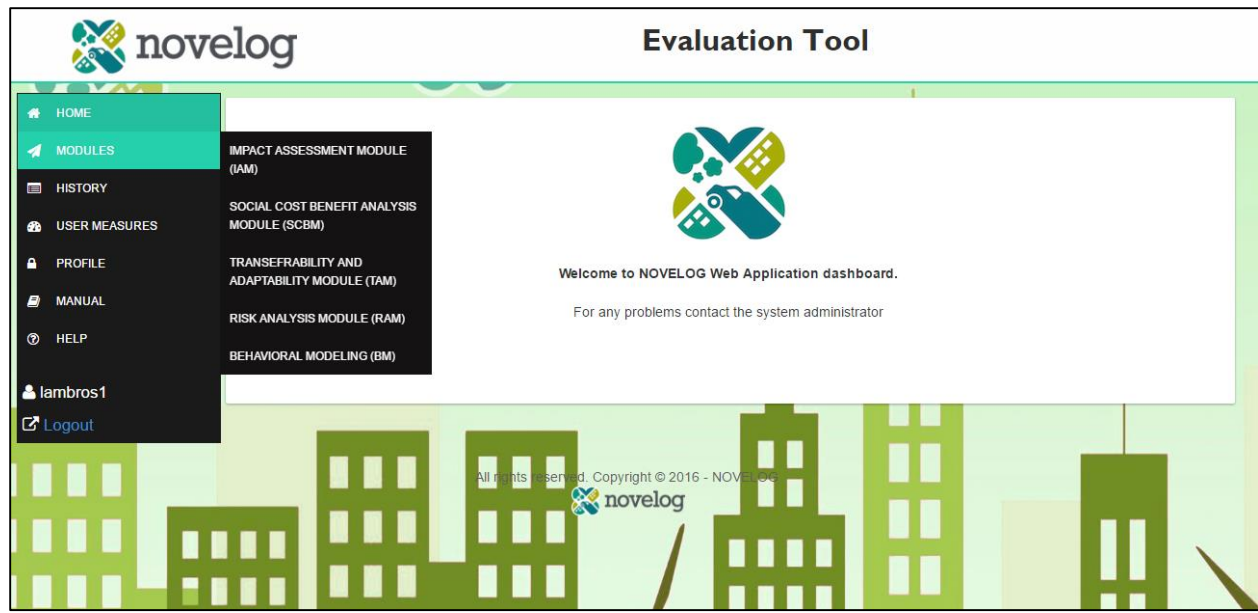 novelog
Evaluation Tool
HOME
MODULES
HISTORY
USER MEASURES
PROFILE
MANUAL
HELP
lambros1
Logout
IMPACT ASSESSMENT MODULE
(IAM)
SOCIAL COST BENEFIT ANALYSIS
MODULE (SCBM)
TRANSEFRABILITY AND
ADAPTABILITY MODULE (TAM)
RISK ANALYSIS MODULE (RAM)
BEHAVIORAL MODELING (BM)
Welcome to NOVELOG Web Application dashboard.
For any problems contact the system administrator
All rights reserved. Copyright © 2016 - NOVELOG
novelog